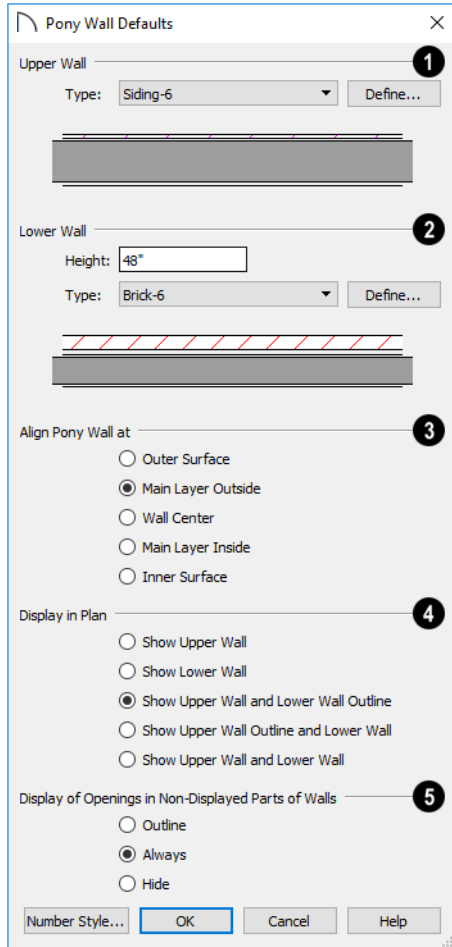 Pony Wall Defaults
Upper Wall 1
Type: Siding-6 Define...
Lower Wall 2
Height: 48"
Type: Brick-6 Define...
Align Pony Wall at 3
Outer Surface
Main Layer Outside
Wall Center
Main Layer Inside
Inner Surface
Display in Plan 4
Show Upper Wall
Show Lower Wall
Show Upper Wall and Lower Wall Outline
Show Upper Wall Outline and Lower Wall
Show Upper Wall and Lower Wall
Display of Openings in Non-Displayed Parts of Walls 5
Outline
Always
Hide
Number Style... OK Cancel Help